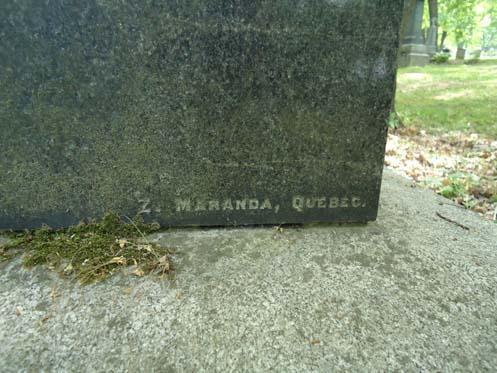 Z. MARANDA, QUEBEC.